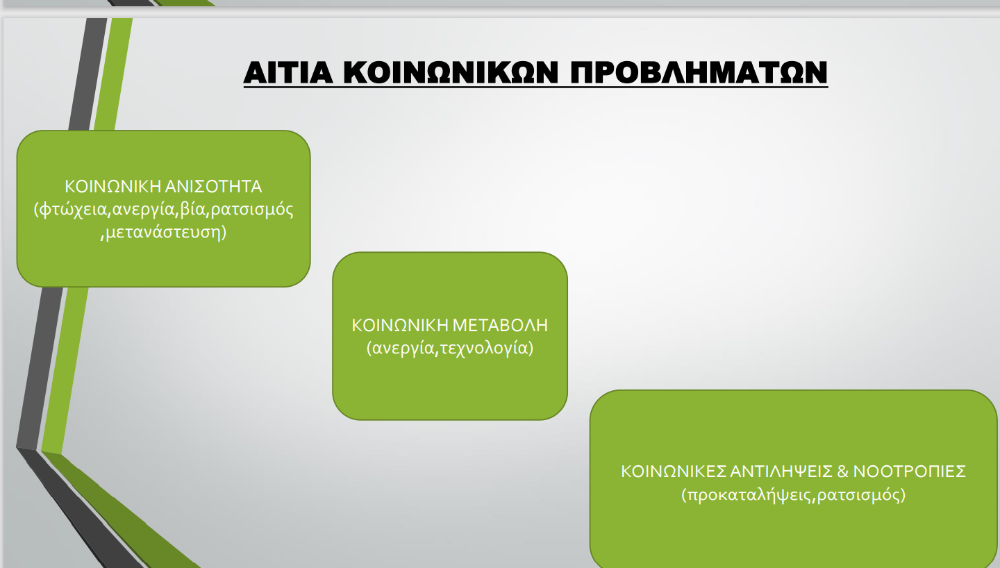 ΑΙΤΙΑ ΚΟΙΝΩΝΙΚΩΝ ΠΡΟΒΛΗΜΑΤΩΝ
ΚΟΙΝΩΝΙΚΗ ΑΝΙΣΟΤΗΤΑ
(φτώχεια,ανεργία,βία,ρατσισμός
,μετανάστευση)
ΚΟΙΝΩΝΙΚΗ ΜΕΤΑΒΟΛΗ
(ανεργία,τεχνολογία)
ΚΟΙΝΩΝΙΚΕΣ ΑΝΤΙΛΗΨΕΙΣ & ΝΟΟΤΡΟΠΙΕΣ
(προκαταλήψεις,ρατσισμός)